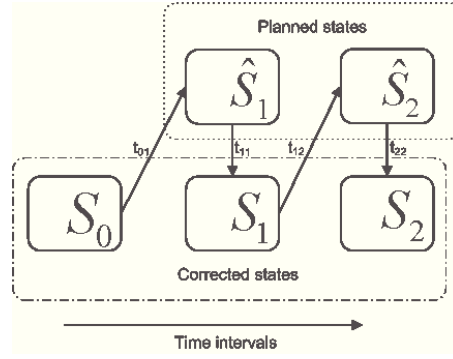 Planned states
Ŝ₁ Ŝ₂
t₀₁ t₁₁ t₁₂ t₂₂
S₀ S₁ S₂
Corrected states
Time intervals